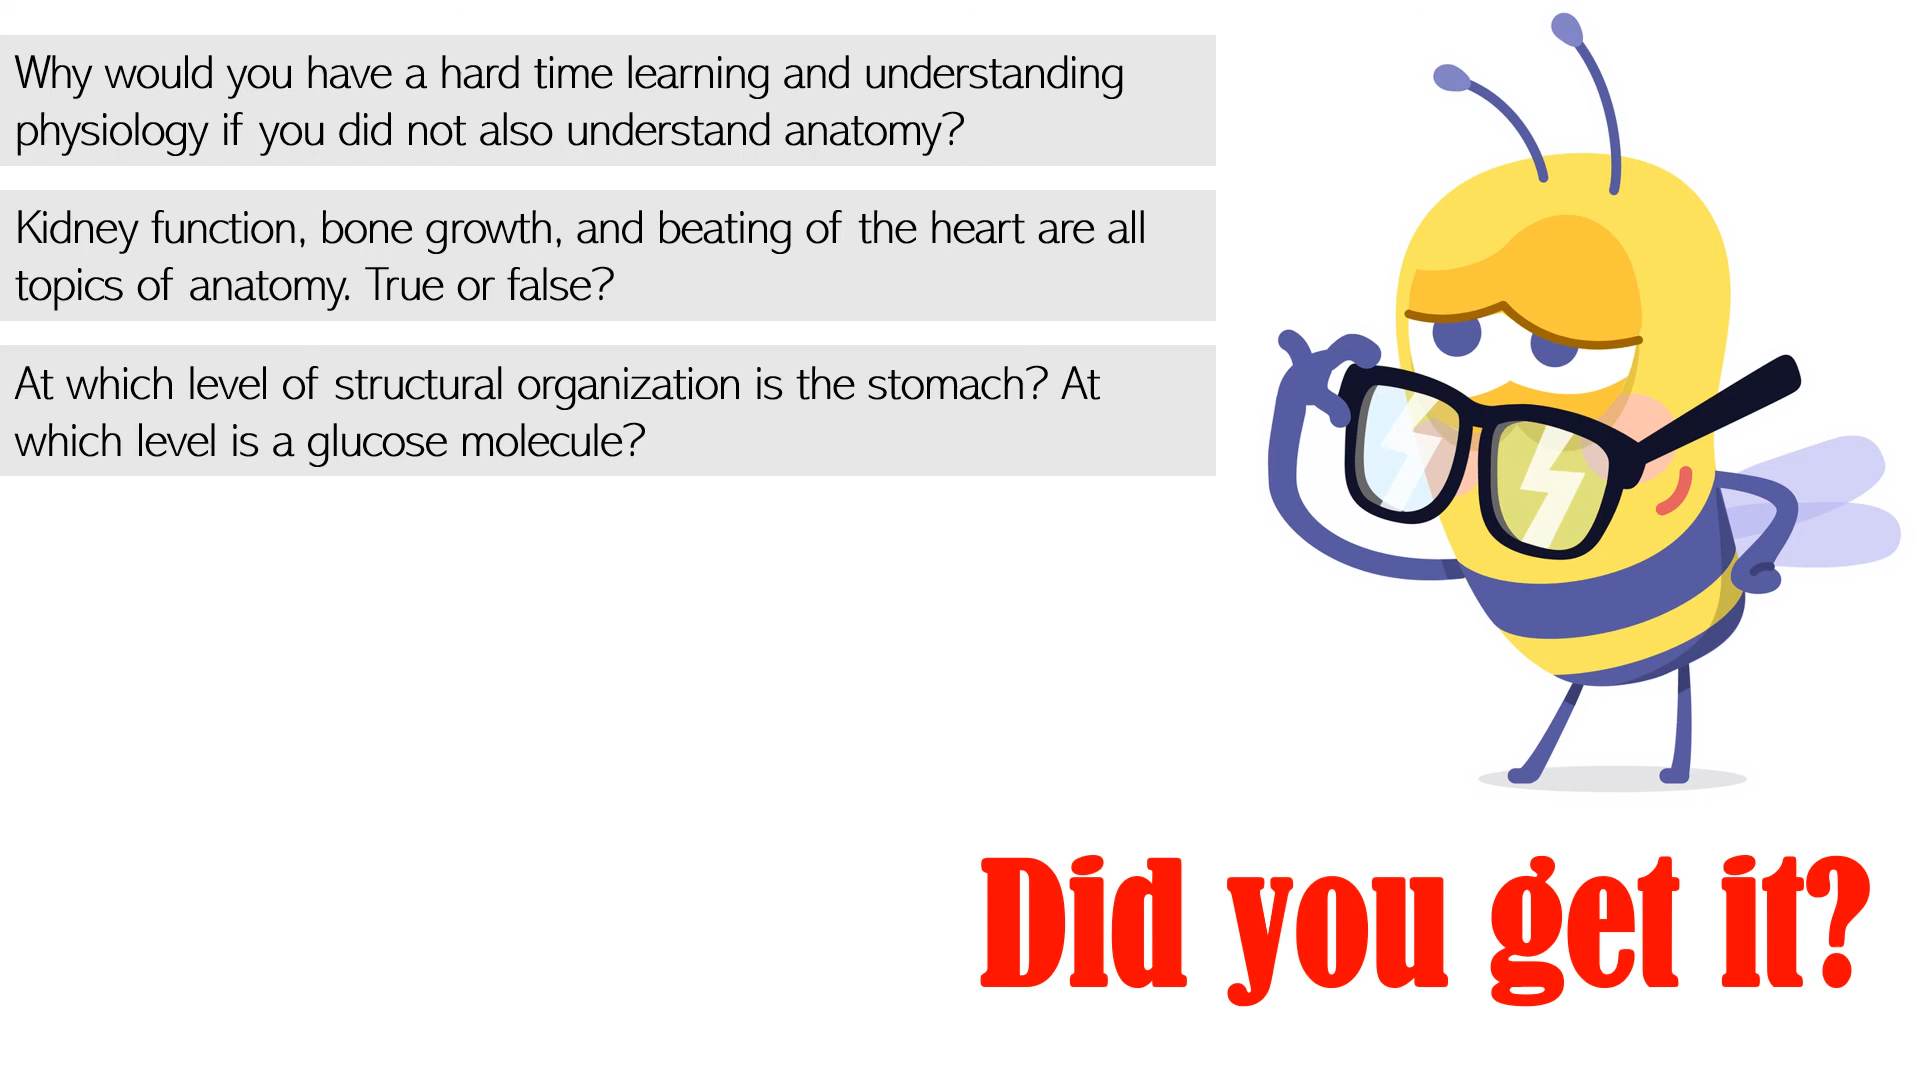 Why would you have a hard time learning and understanding
physiology if you did not also understand anatomy?
Kidney function, bone growth, and beating of the heart are all
topics of anatomy. True or false?
At which level of structural organization is the stomach? At
which level is a glucose molecule?
Did you get it?